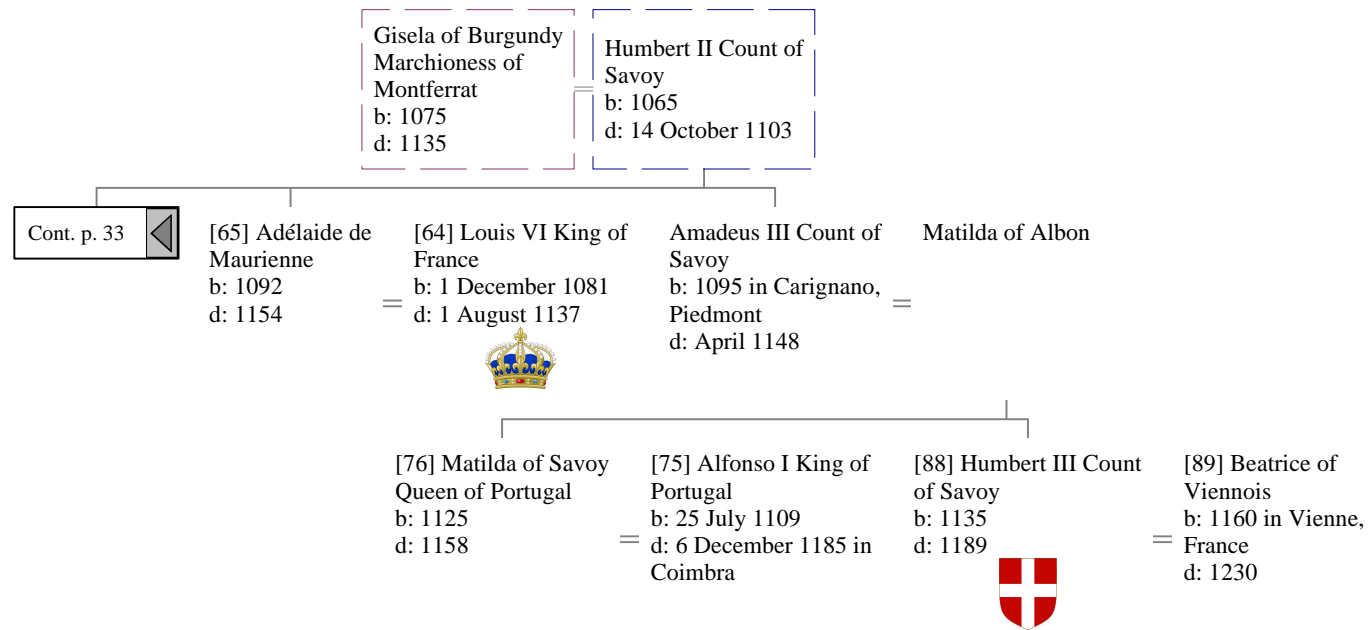 Gisela of Burgundy
Marchioness of
Montferrat
b: 1075
d: 1135
Humbert II Count of
Savoy
b: 1065
d: 14 October 1103
Cont. p. 33
[65] Adélaide de
Maurienne
b: 1092
d: 1154
[64] Louis VI King of
France
b: 1 December 1081
d: 1 August 1137
Amadeus III Count of
Savoy
b: 1095 in Carignano,
Piedmont
d: April 1148
Matilda of Albon
[76] Matilda of Savoy
Queen of Portugal
b: 1125
d: 1158
[75] Alfonso I King of
Portugal
b: 25 July 1109
d: 6 December 1185 in
Coimbra
[88] Humbert III Count
of Savoy
b: 1135
d: 1189
[89] Beatrice of
Viennois
b: 1160 in Vienne,
France
d: 1230